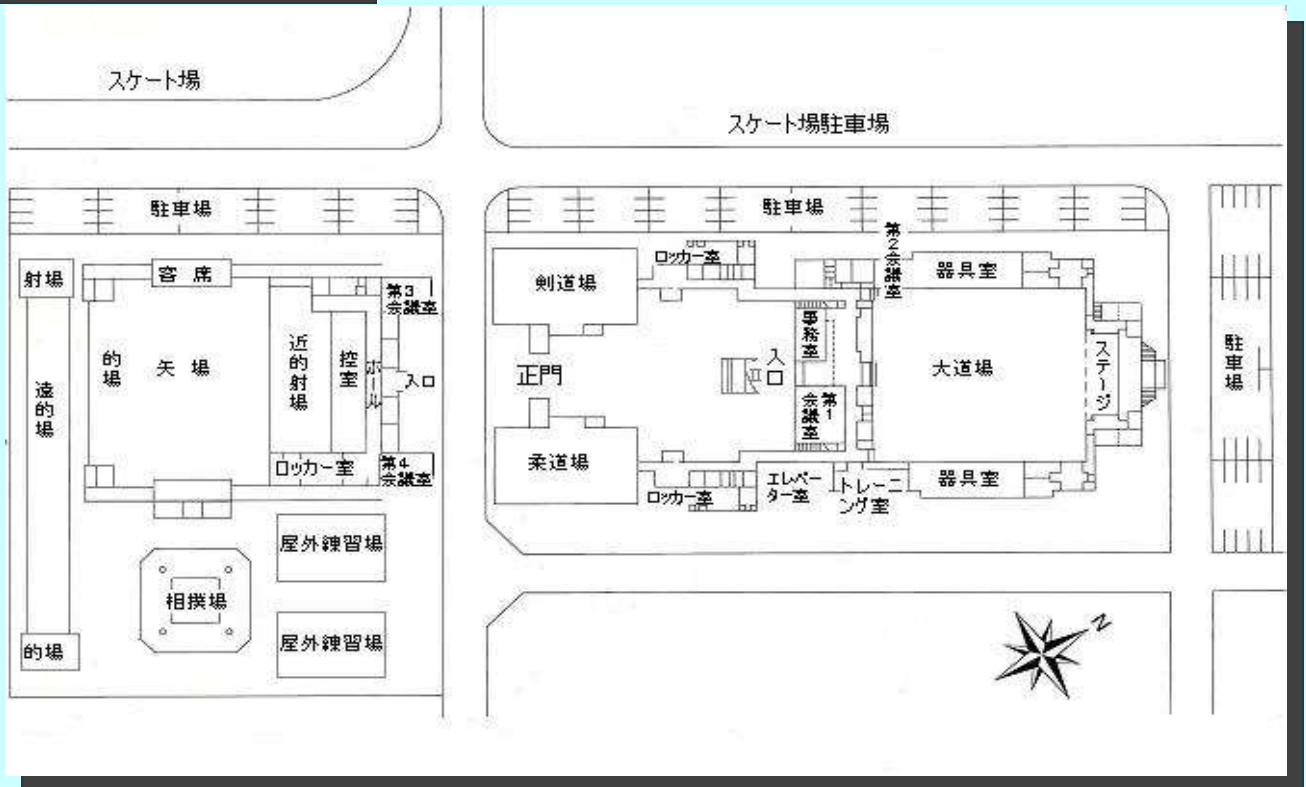 スケート場
スケート場駐車場
駐車場
駐車場
射場
客席
第3
会議室
ロッカー室
剣道場
第2会議室
器具室
遠的場
的場
矢場
近的射場
控室
ホール
入口
正門
入口
事務室
第1
会議室
大道場
ステージ
駐車場
ロッカー室
第4
会議室
柔道場
ロッカー室
エレベー
ター室
トレーニ
ング室
器具室
屋外練習場
相撲場
屋外練習場
的場
N